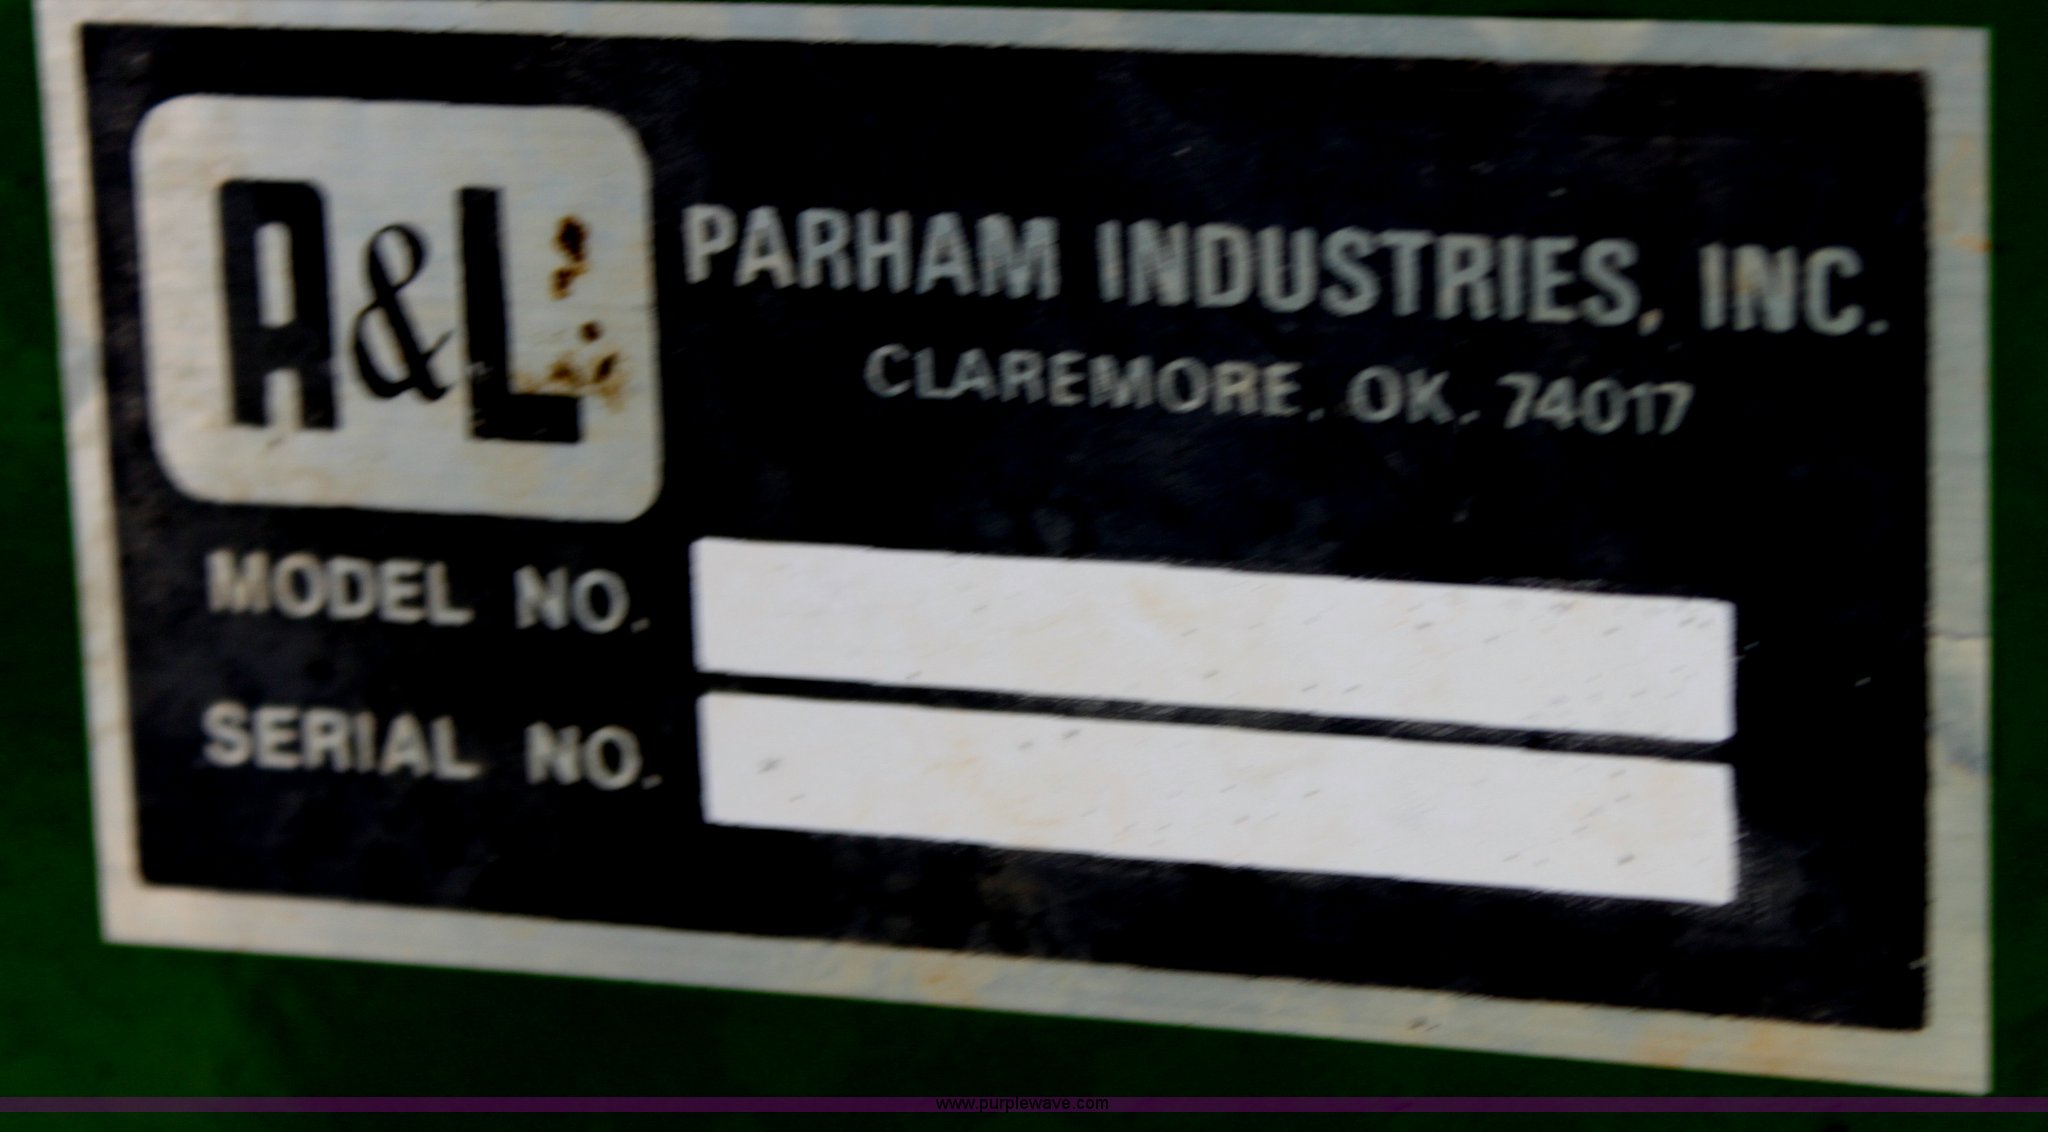 A&L
PARHAM INDUSTRIES, INC.
CLAREMORE, OK. 74017
MODEL NO.
SERIAL NO.
www.purplewave.com